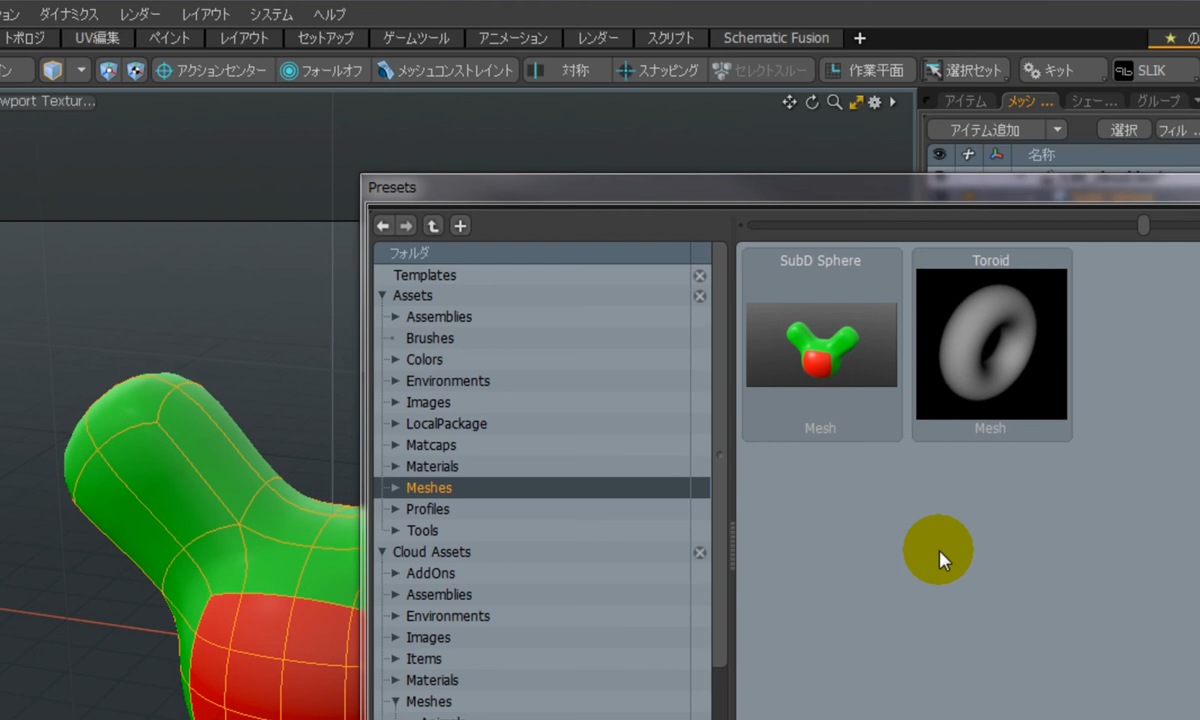 ダイナミクス レンダー レイアウト システム ヘルプ
トポロジ UV編集 ペイント レイアウト セットアップ ゲームツール アニメーション レンダー スクリプト Schematic Fusion + ★ の
アクションセンター フォールオフ メッシュコンストレイント 対称 スナッピング セレクトスルー 作業平面 選択セット キット SLIK
wport Textur... アイテム メッシ ... シェー... グループ
アイテム追加 選択 フィル ..
名称
Presets
フォルダ
Templates
Assets
Assemblies
Brushes
Colors
Environments
Images
LocalPackage
Matcaps
Materials
Meshes
Profiles
Tools
Cloud Assets
AddOns
Assemblies
Environments
Images
Items
Materials
Meshes
SubD Sphere
Mesh
Toroid
Mesh